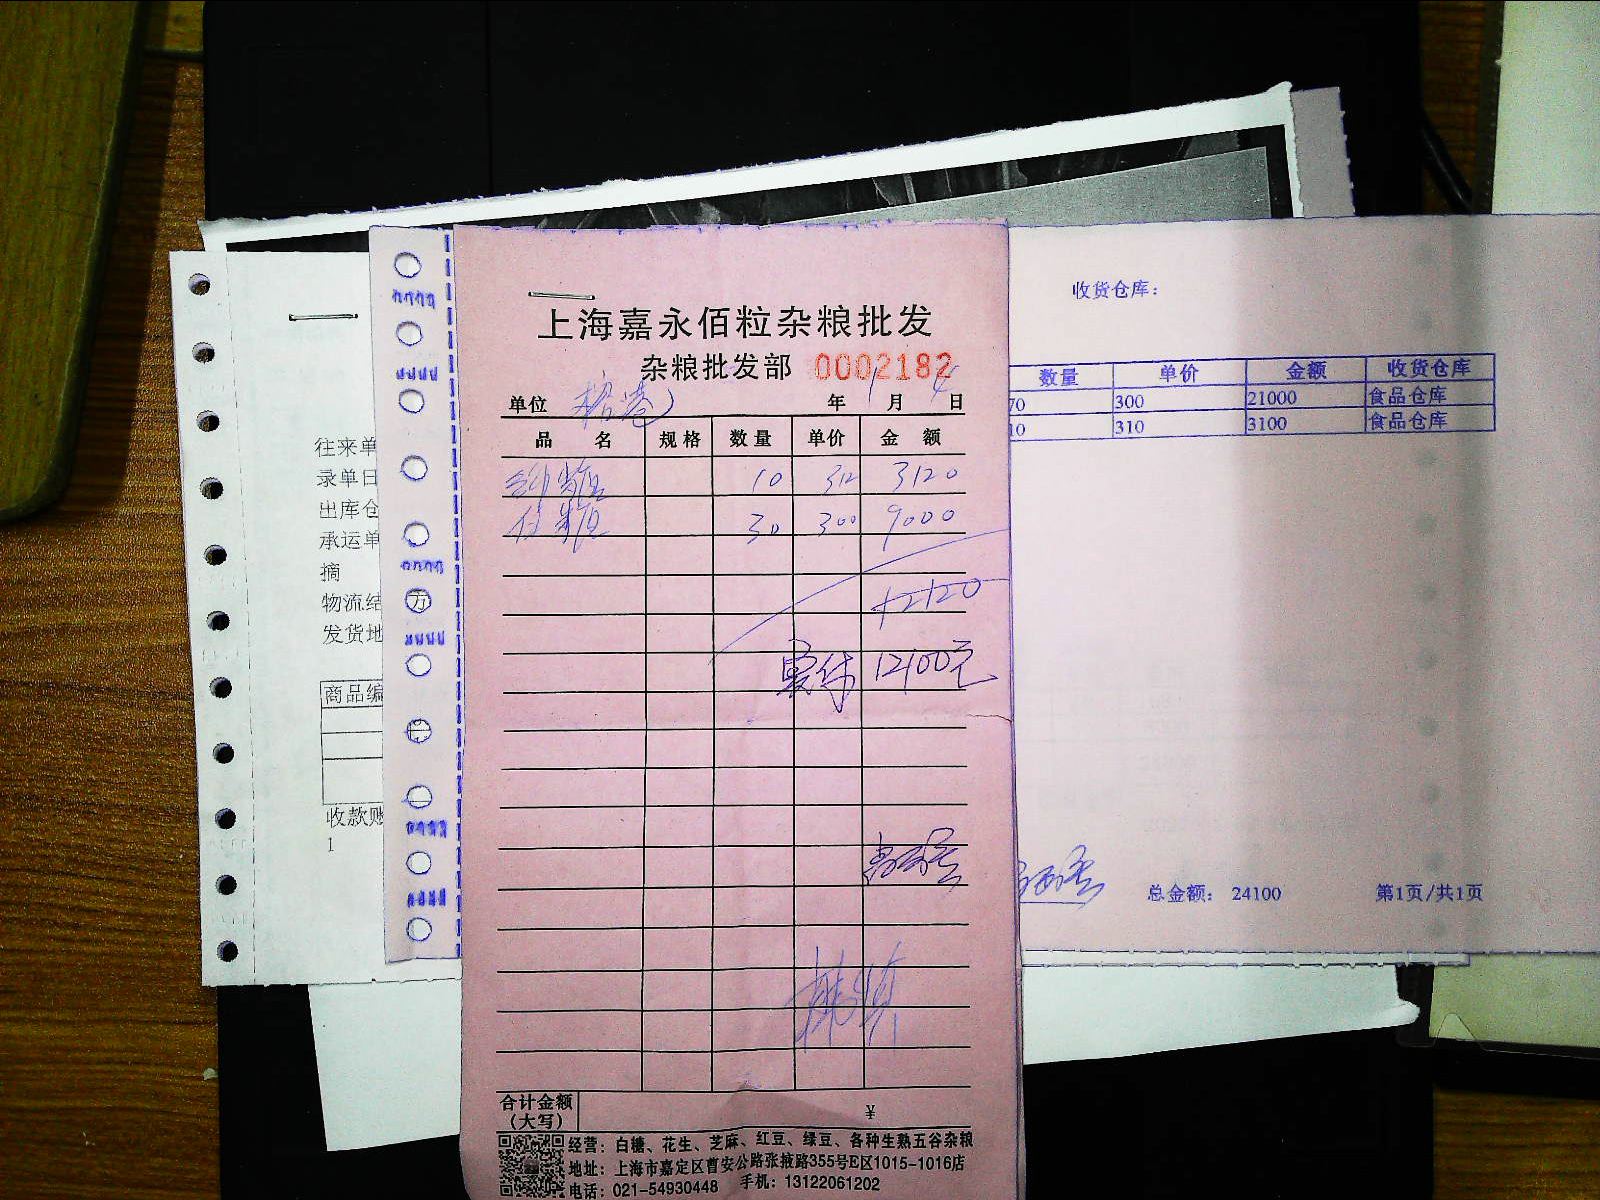 上海嘉永佰粒杂粮批发
杂粮批发部 0002182
单位 年 1 月 4 日
品 名 规格 数量 单价 金 额
10 312 3120
30 300 9000
12120
实付 12100元
合计金额
(大写)
¥
经营：白糖、花生、芝麻、红豆、绿豆、各种生熟五谷杂粮
地址：上海市嘉定区曹安公路张掖路355号E区1015-1016店
电话：021-54930448 手机：13122061202
往来单
录单日
出库仓
承运单
摘
物流结
发货地
商品编
收款账
1
收货仓库：
数量 单价 金额 收货仓库
70 300 21000 食品仓库
10 310 3100 食品仓库
总金额： 24100 第1页/共1页